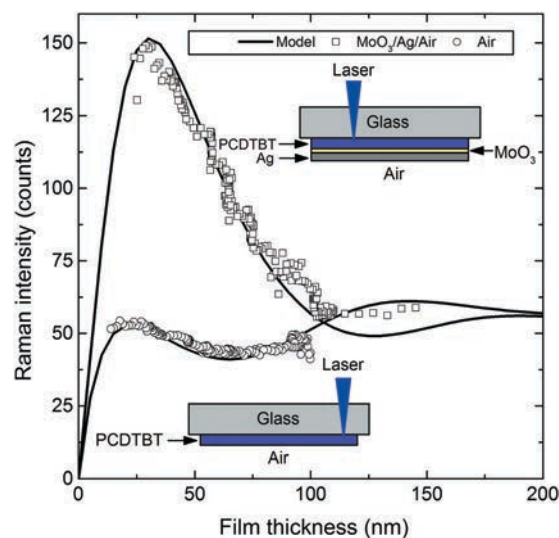 Model MoO3/Ag/Air Air
Laser
Glass
PCDTBT
MoO3
Ag
Air
Laser
Glass
PCDTBT
Air
Raman intensity (counts)
150
125
100
75
50
25
0
0 50 100 150 200
Film thickness (nm)